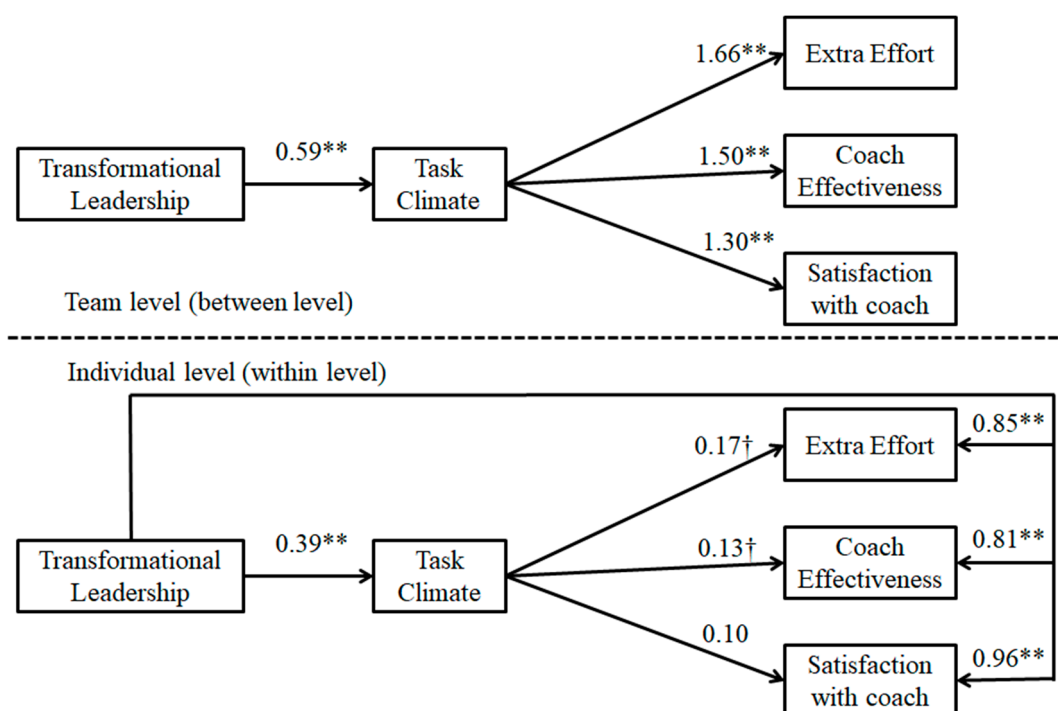 1.66**
Extra Effort
0.59**
Transformational
Leadership
Task
Climate
1.50**
Coach
Effectiveness
1.30**
Satisfaction
with coach
Team level (between level)
Individual level (within level)
0.17†
Extra Effort
0.85**
0.39**
Transformational
Leadership
Task
Climate
0.13†
Coach
Effectiveness
0.81**
0.10
Satisfaction
with coach
0.96**